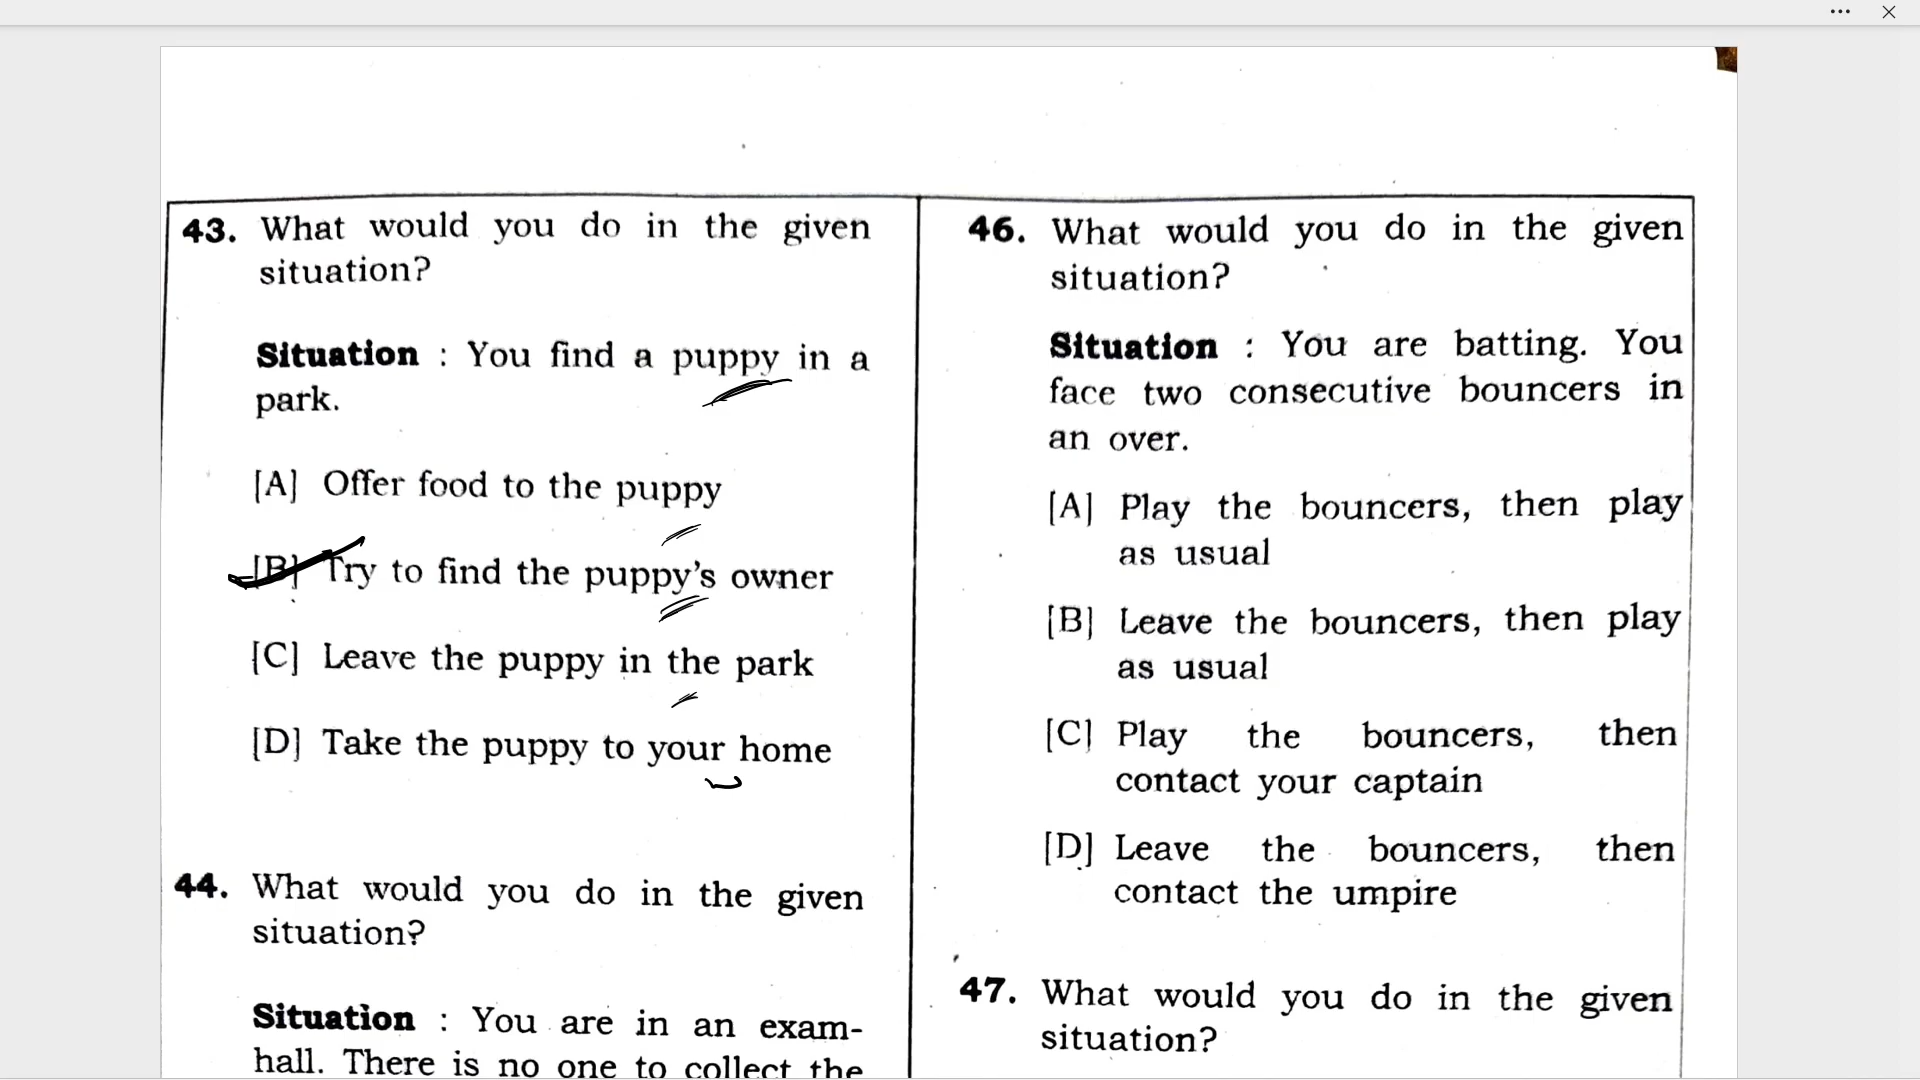 43. What would you do in the given
situation?
Situation : You find a puppy in a
park.
[A] Offer food to the puppy
[B] Try to find the puppy's owner
[C] Leave the puppy in the park
[D] Take the puppy to your home
44. What would you do in the given
situation?
Situation : You are in an exam-
hall. There is no one to collect the
46. What would you do in the given
situation?
Situation : You are batting. You
face two consecutive bouncers in
an over.
[A] Play the bouncers, then play
as usual
[B] Leave the bouncers, then play
as usual
[C] Play the bouncers, then
contact your captain
[D] Leave the bouncers, then
contact the umpire
47. What would you do in the given
situation?